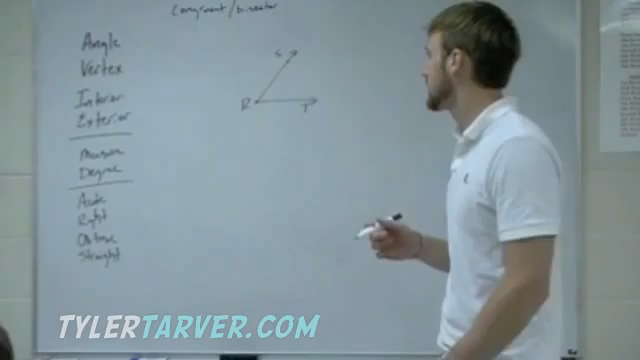 Congruent/bisector
Angle
Vertex
Interior
Exterior
Measure
Degree
Acute
Right
Obtuse
Straight
S
R
T
TYLERTARVER.COM